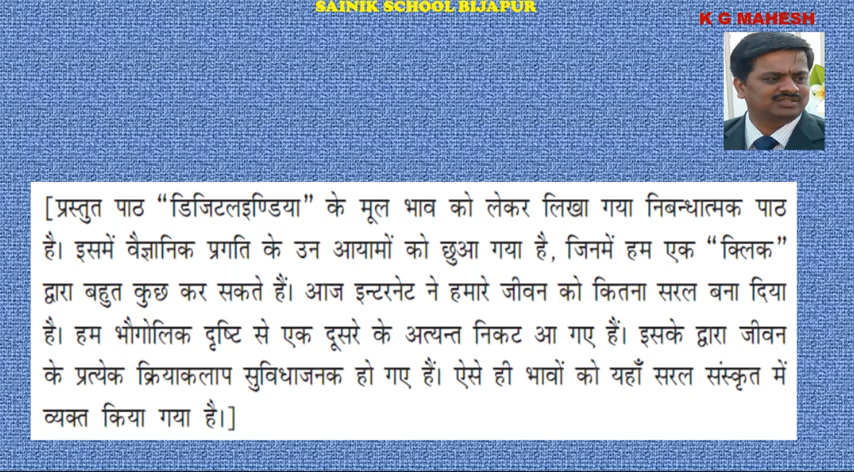 SAINIK SCHOOL BIJAPUR
K G MAHESH
[प्रस्तुत पाठ “डिजिटलइण्डिया” के मूल भाव को लेकर लिखा गया निबन्धात्मक पाठ
है। इसमें वैज्ञानिक प्रगति के उन आयामों को छुआ गया है, जिनमें हम एक “क्लिक”
द्वारा बहुत कुछ कर सकते हैं। आज इन्टरनेट ने हमारे जीवन को कितना सरल बना दिया
है। हम भौगोलिक दृष्टि से एक दूसरे के अत्यन्त निकट आ गए हैं। इसके द्वारा जीवन
के प्रत्येक क्रियाकलाप सुविधाजनक हो गए हैं। ऐसे ही भावों को यहाँ सरल संस्कृत में
व्यक्त किया गया है।]